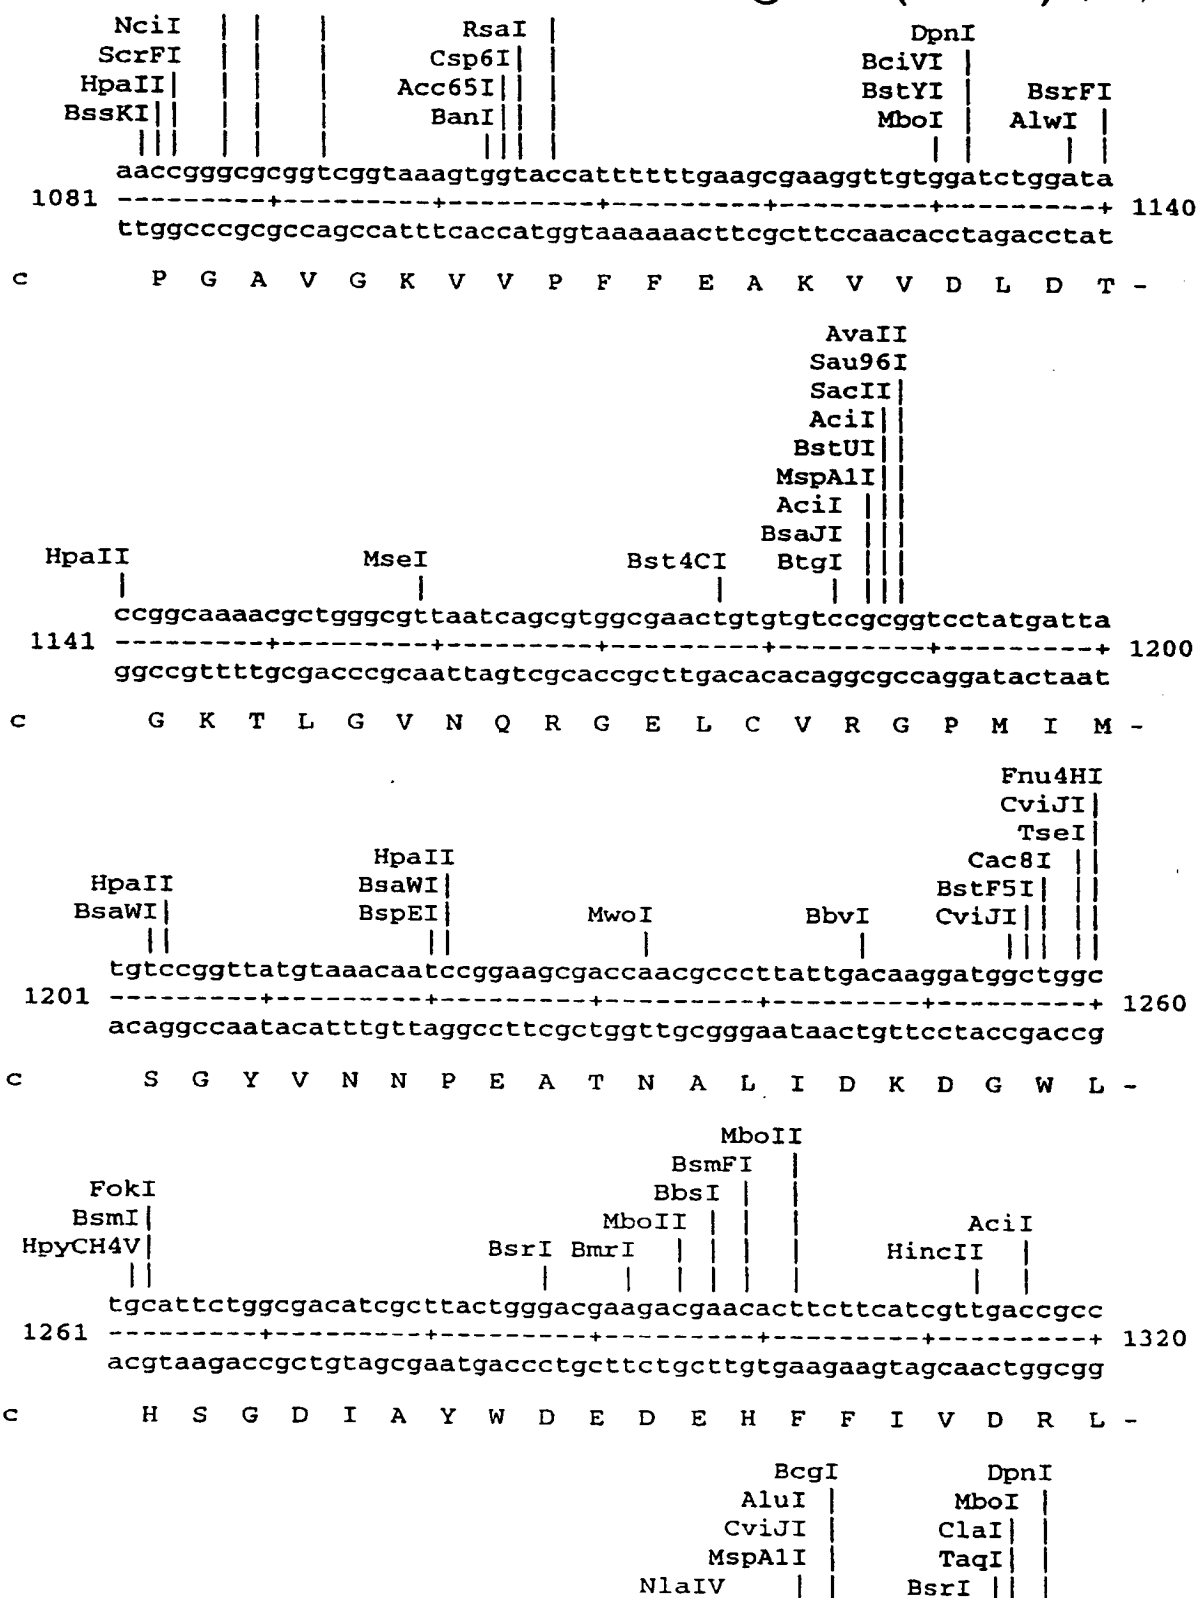 NciI RsaI DpnI
ScrFI Csp6I BciVI
HpaII Acc65I BstYI BsrFI
BssKI BanI MboI AlwI
aaccgggcgcggtcggtaaagtggtaccattttttgaagcgaaggttgtggatctggata
1081 ---------+---------+---------+---------+---------+---------+ 1140
ttggcccgcgccagccatttcaccatggtaaaaaacttcgcttccaacacctagacctat
c P G A V G K V V P F F E A K V V D L D T -
AvaII
Sau96I
SacII
AciI
BstUI
MspA1I
AciI
BsaJI
HpaII MseI Bst4CI BtgI
ccggcaaaacgctgggcgttaatcagcgtggcgaactgtgtgtccgcggtcctatgatta
1141 ---------+---------+---------+---------+---------+---------+ 1200
ggccgttttgcgacccgcaattagtcgcaccgcttgacacacaggcgccaggatactaat
c G K T L G V N Q R G E L C V R G P M I M -
Fnu4HI
CviJI
TseI
HpaII Cac8I
HpaII BsaWI BstF5I
BsaWI BspEI MwoI BbvI CviJI
tgtccggttatgtaaacaatccggaagcgaccaacgcccttattgacaaggatggctggc
1201 ---------+---------+---------+---------+---------+---------+ 1260
acaggccaatacatttgttaggccttcgctggttgcgggaataactgttcctaccgaccg
c S G Y V N N P E A T N A L I D K D G W L -
MboII
BsmFI
FokI BbsI
BsmI MboII AciI
HpyCH4V BsrI BmrI HincII
tgcattctggcgacatcgcttactgggacgaagacgaacacttcttcatcgttgaccgcc
1261 ---------+---------+---------+---------+---------+---------+ 1320
acgtaagaccgctgtagcgaatgaccctgcttctgcttgtgaagaagtagcaactggcgg
c H S G D I A Y W D E D E H F F I V D R L -
BcgI DpnI
AluI MboI
CviJI ClaI
MspA1I TaqI
NlaIV BsrI